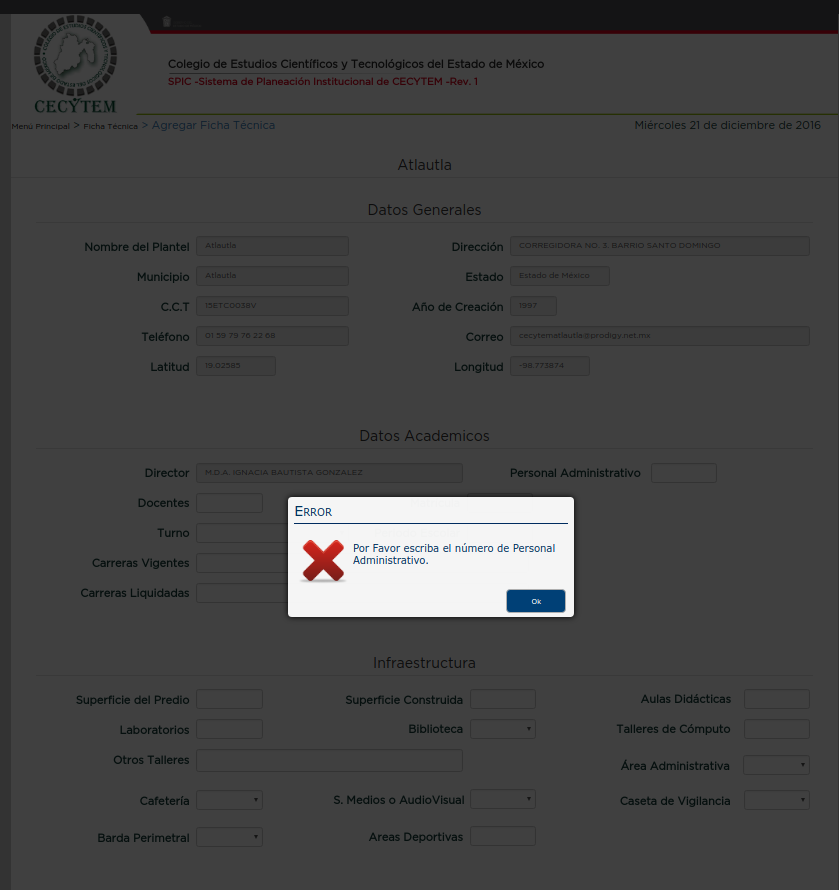 CECYTEM
Colegio de Estudios Científicos y Tecnológicos del Estado de México
SPIC -Sistema de Planeación Institucional de CECYTEM -Rev. 1
Menú Principal > Ficha Técnica > Agregar Ficha Técnica
Miércoles 21 de diciembre de 2016
Atlautla
Datos Generales
Nombre del Plantel Atlautla Dirección CORREGIDORA NO. 3. BARRIO SANTO DOMINGO
Municipio Atlautla Estado Estado de México
C.C.T 15ETC0038V Año de Creación 1997
Teléfono 01 59 79 76 22 68 Correo cecytematlautla@prodigy.net.mx
Latitud 19.02585 Longitud -98.773874
Datos Academicos
Director M.D.A. IGNACIA BAUTISTA GONZALEZ Personal Administrativo
Docentes
Turno
Carreras Vigentes
Carreras Liquidadas
Error
Por Favor escriba el número de Personal
Administrativo.
Ok
Infraestructura
Superficie del Predio Superficie Construida Aulas Didácticas
Laboratorios Biblioteca Talleres de Cómputo
Otros Talleres Área Administrativa
Cafetería S. Medios o AudioVisual Caseta de Vigilancia
Barda Perimetral Areas Deportivas